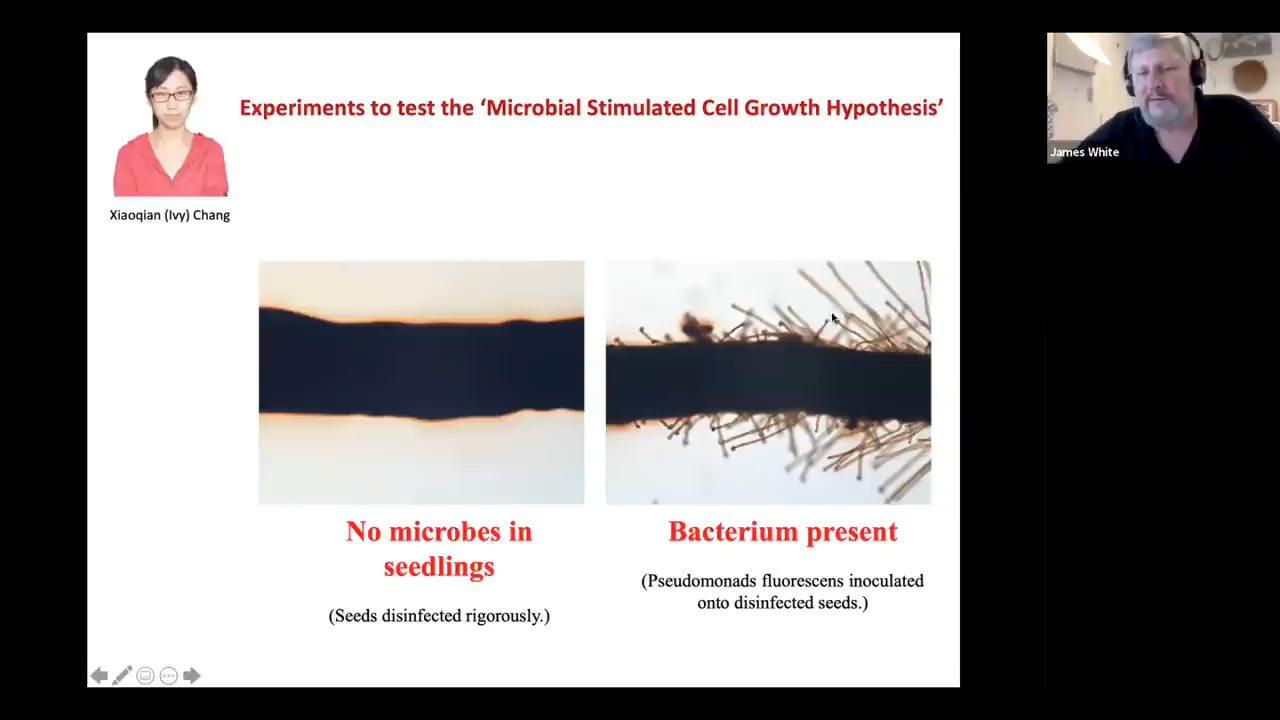 Experiments to test the ‘Microbial Stimulated Cell Growth Hypothesis’
James White
Xiaoqian (Ivy) Chang
No microbes in
seedlings
(Seeds disinfected rigorously.)
Bacterium present
(Pseudomonads fluorescens inoculated
onto disinfected seeds.)